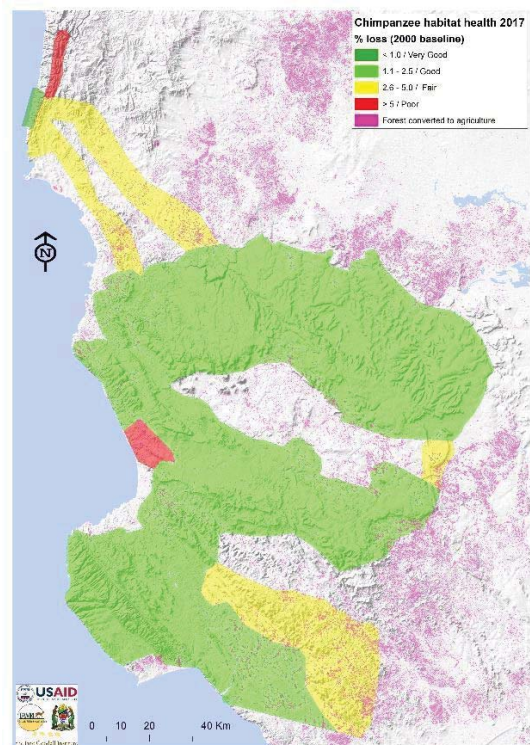 Chimpanzee habitat health 2017
% loss (2000 baseline)
< 1.0 / Very Good
1.1 - 2.5 / Good
2.6 - 5.0 / Fair
> 5 / Poor
Forest converted to agriculture
N
USAID
0 10 20 40 Km